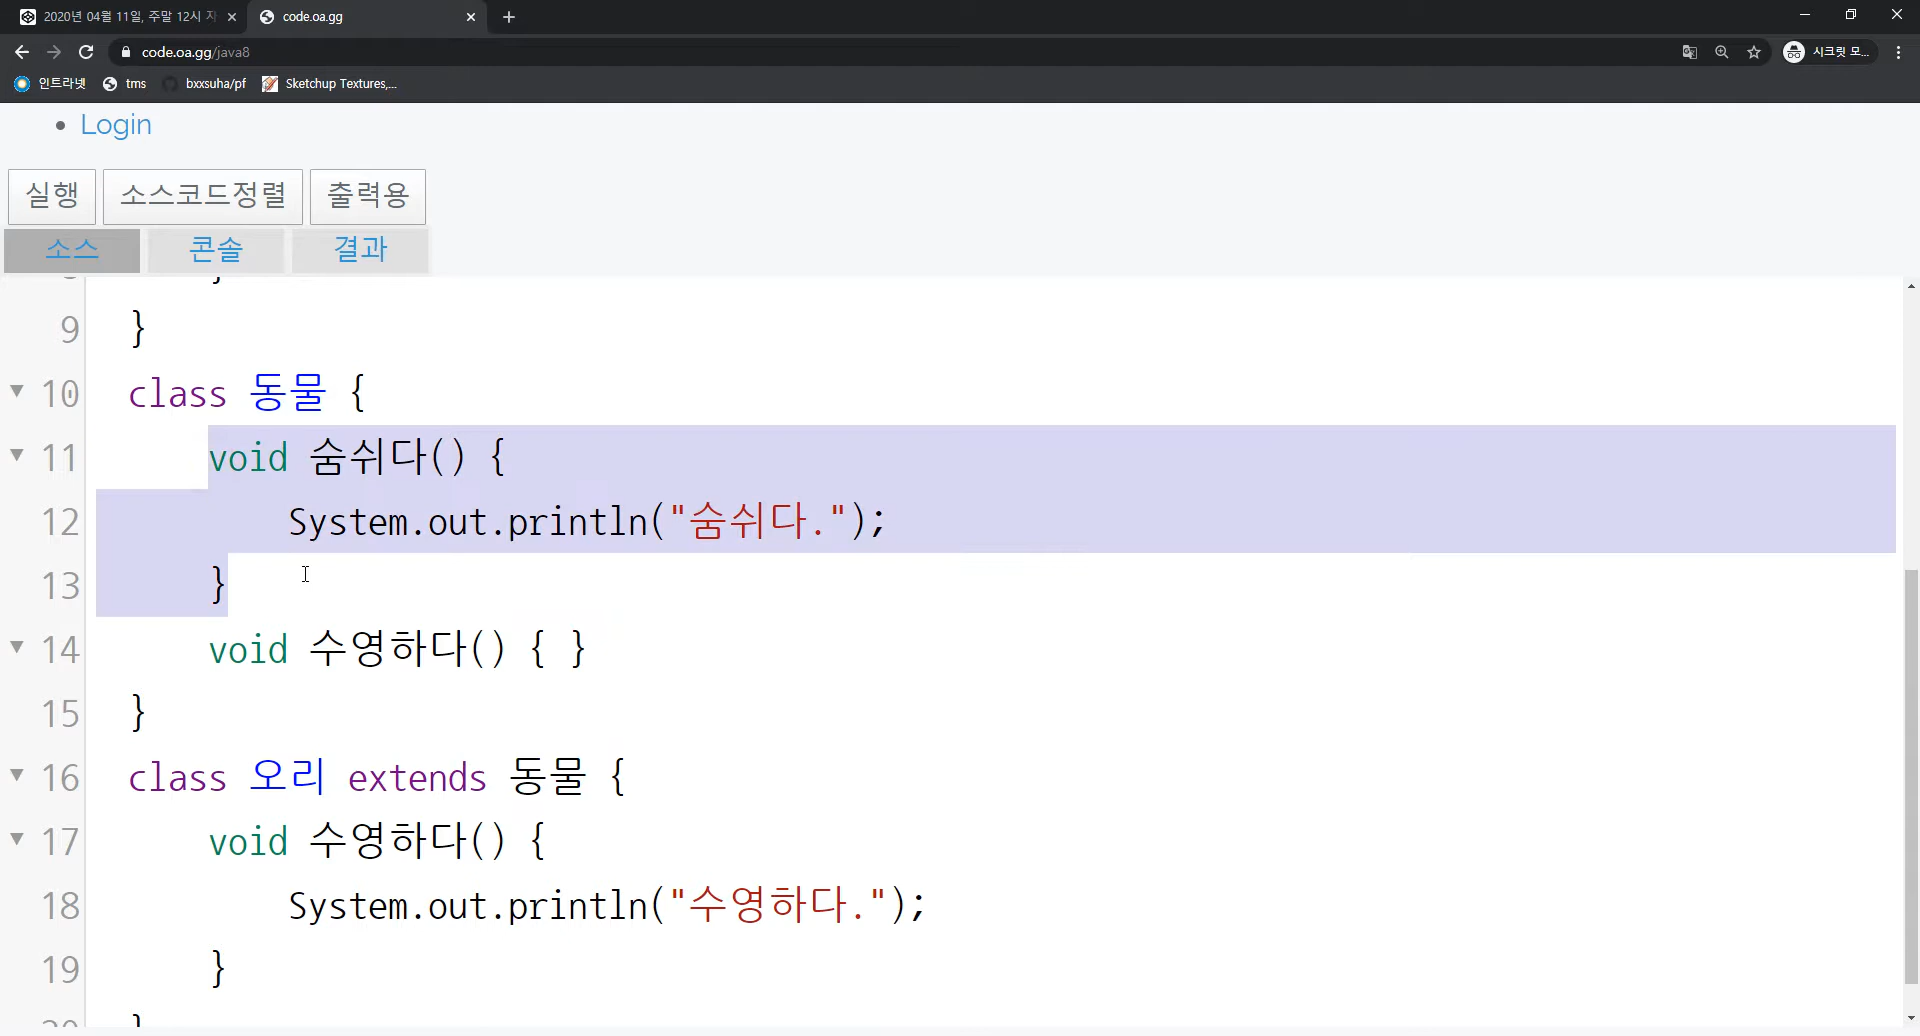 2020년 04월 11일, 주말 12시 자
code.oa.gg
code.oa.gg/java8
시크릿 모...
인트라넷
tms
bxxsuha/pf
Sketchup Textures,...
Login
실행
소스코드정렬
출력용
소스
콘솔
결과
9 }
10 class 동물 {
11 void 숨쉬다() {
12 System.out.println("숨쉬다.");
13 }
14 void 수영하다() { }
15 }
16 class 오리 extends 동물 {
17 void 수영하다() {
18 System.out.println("수영하다.");
19 }